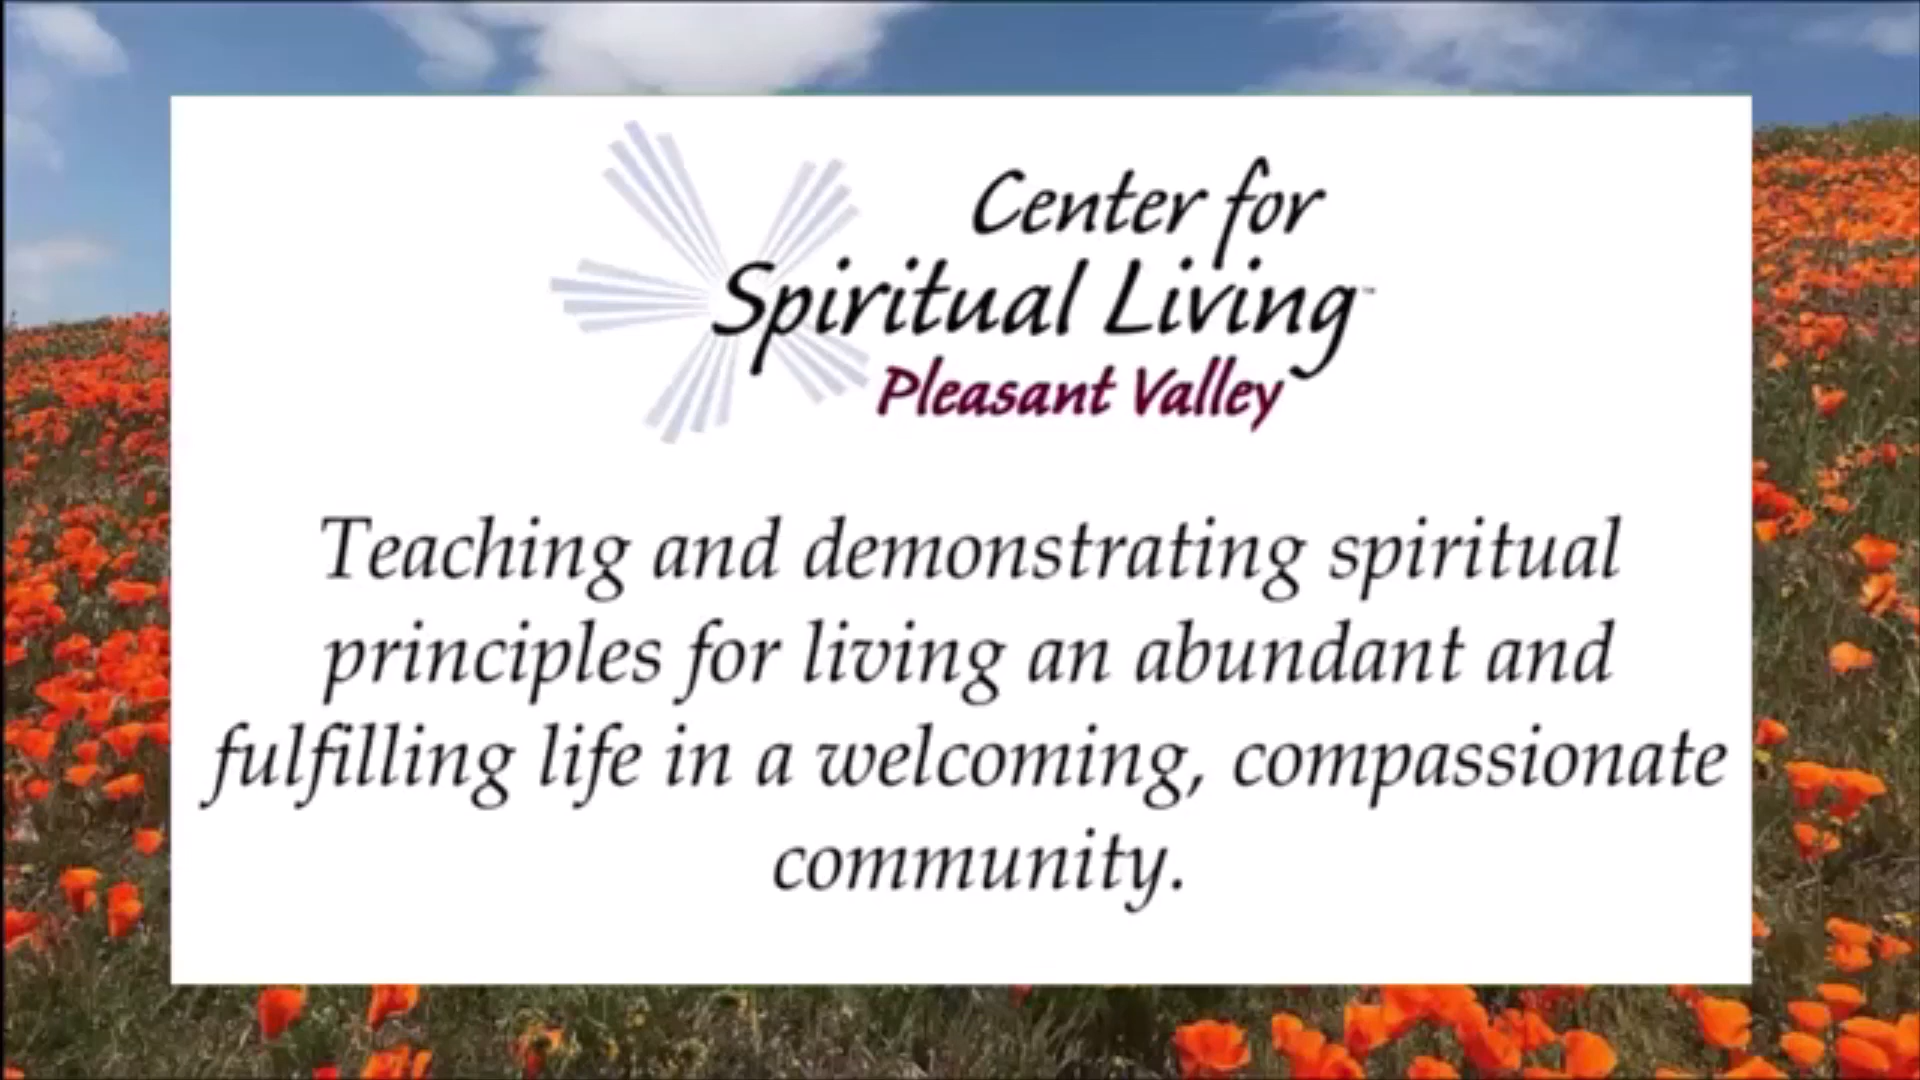 Center for
Spiritual Living™
Pleasant Valley
Teaching and demonstrating spiritual
principles for living an abundant and
fulfilling life in a welcoming, compassionate
community.